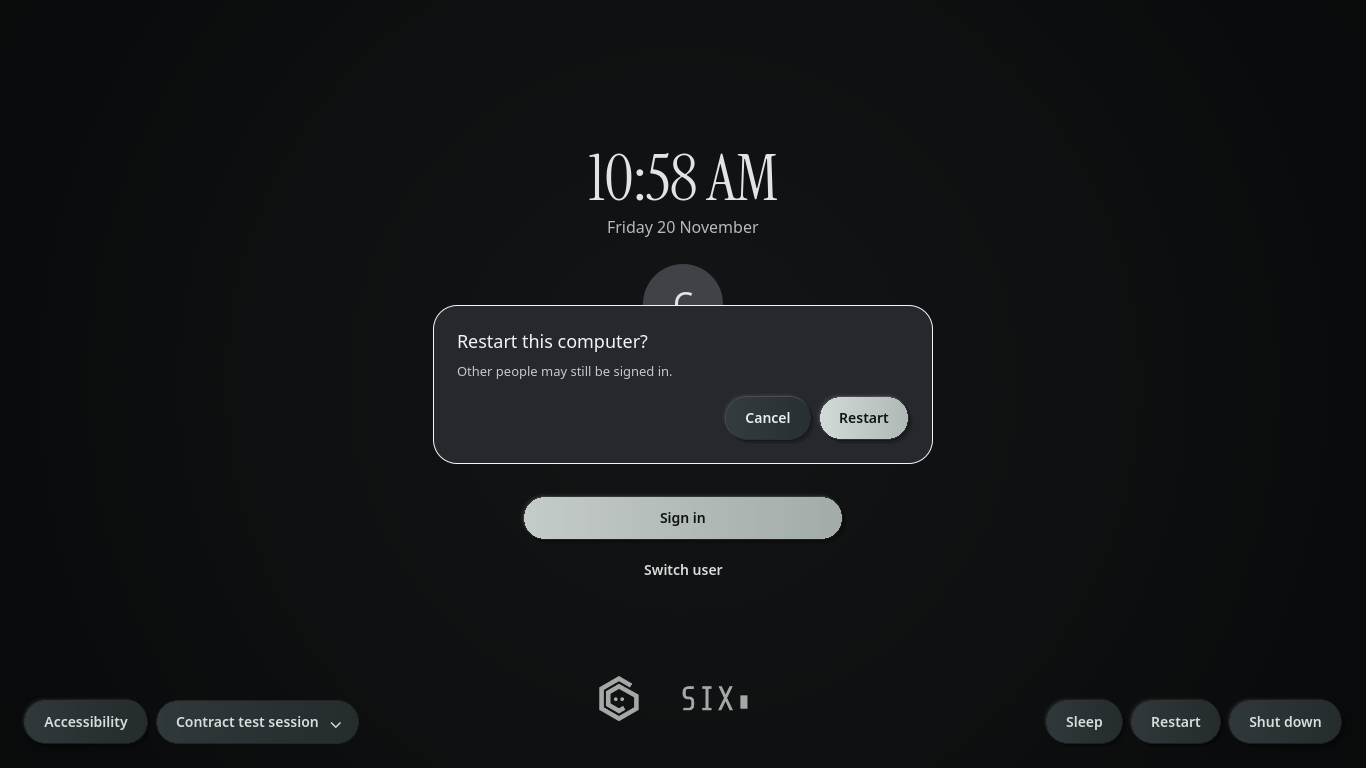 10:58 AM
Friday 20 November
Restart this computer?
Other people may still be signed in.
Cancel
Restart
Sign in
Switch user
SIX
Accessibility
Contract test session
Sleep
Restart
Shut down